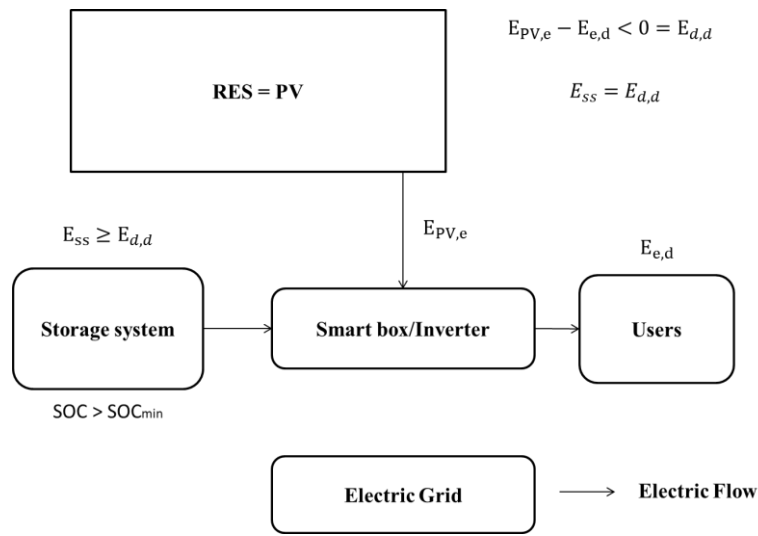 E_PV,e − E_e,d < 0 = E_d,d
RES = PV
E_ss = E_d,d
E_ss ≥ E_d,d
E_PV,e
E_e,d
Storage system
Smart box/Inverter
Users
SOC > SOC_min
Electric Grid
Electric Flow